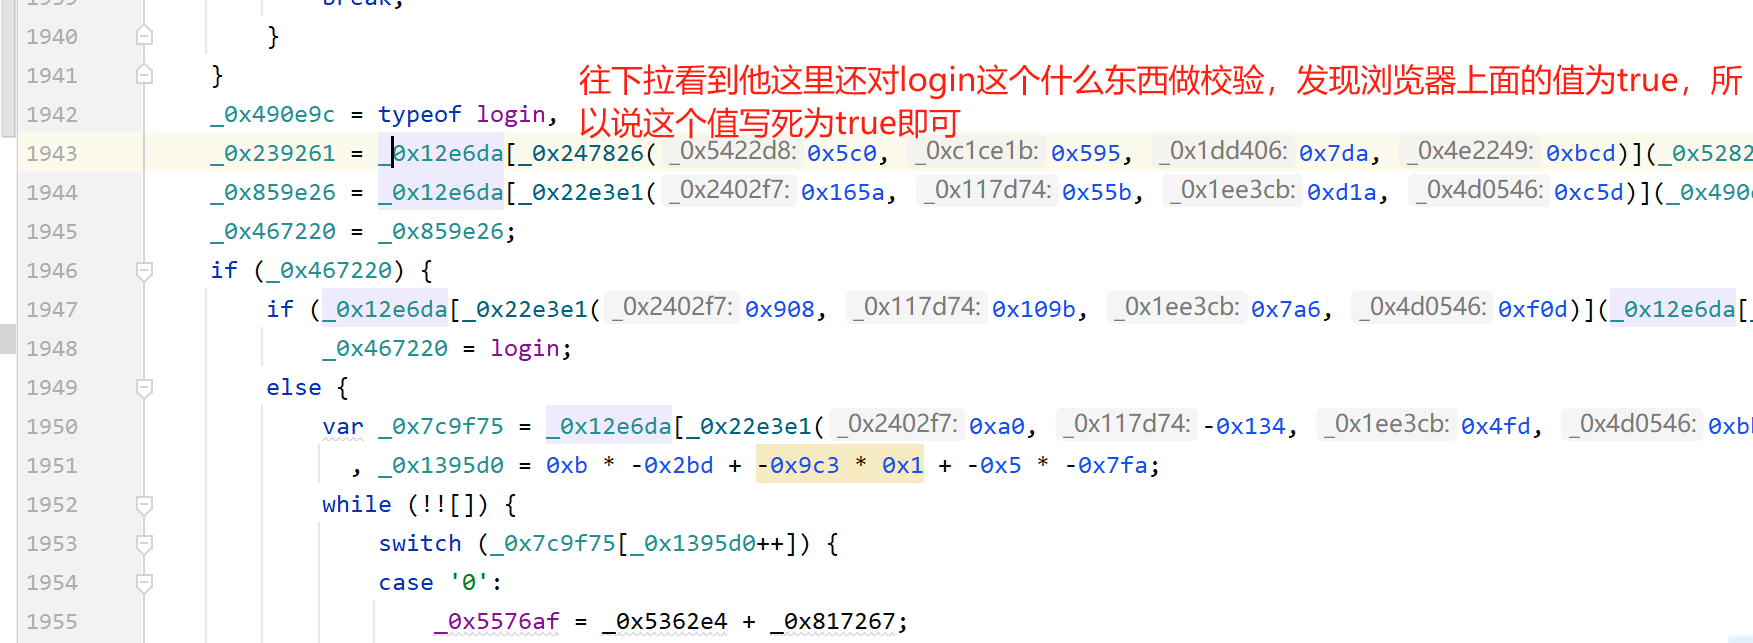 break;
1940 }
1941 }
往下拉看到他这里还对login这个什么东西做校验，发现浏览器上面的值为true，所
以说这个值写死为true即可
1942 _0x490e9c = typeof login,
1943 _0x239261 = _0x12e6da[_0x247826( _0x5422d8: 0x5c0, _0xc1ce1b: 0x595, _0x1dd406: 0x7da, _0x4e2249: 0xbcd)](_0x5282
1944 _0x859e26 = _0x12e6da[_0x22e3e1( _0x2402f7: 0x165a, _0x117d74: 0x55b, _0x1ee3cb: 0xd1a, _0x4d0546: 0xc5d)](_0x490
1945 _0x467220 = _0x859e26;
1946 if (_0x467220) {
1947 if (_0x12e6da[_0x22e3e1( _0x2402f7: 0x908, _0x117d74: 0x109b, _0x1ee3cb: 0x7a6, _0x4d0546: 0xf0d)](_0x12e6da[_
1948 _0x467220 = login;
1949 else {
1950 var _0x7c9f75 = _0x12e6da[_0x22e3e1( _0x2402f7: 0xa0, _0x117d74: -0x134, _0x1ee3cb: 0x4fd, _0x4d0546:
1951 , _0x1395d0 = 0xb * -0x2bd + -0x9c3 * 0x1 + -0x5 * -0x7fa;
1952 while (!![]) {
1953 switch (_0x7c9f75[_0x1395d0++]) {
1954 case '0':
1955 _0x5576af = _0x5362e4 + _0x817267;